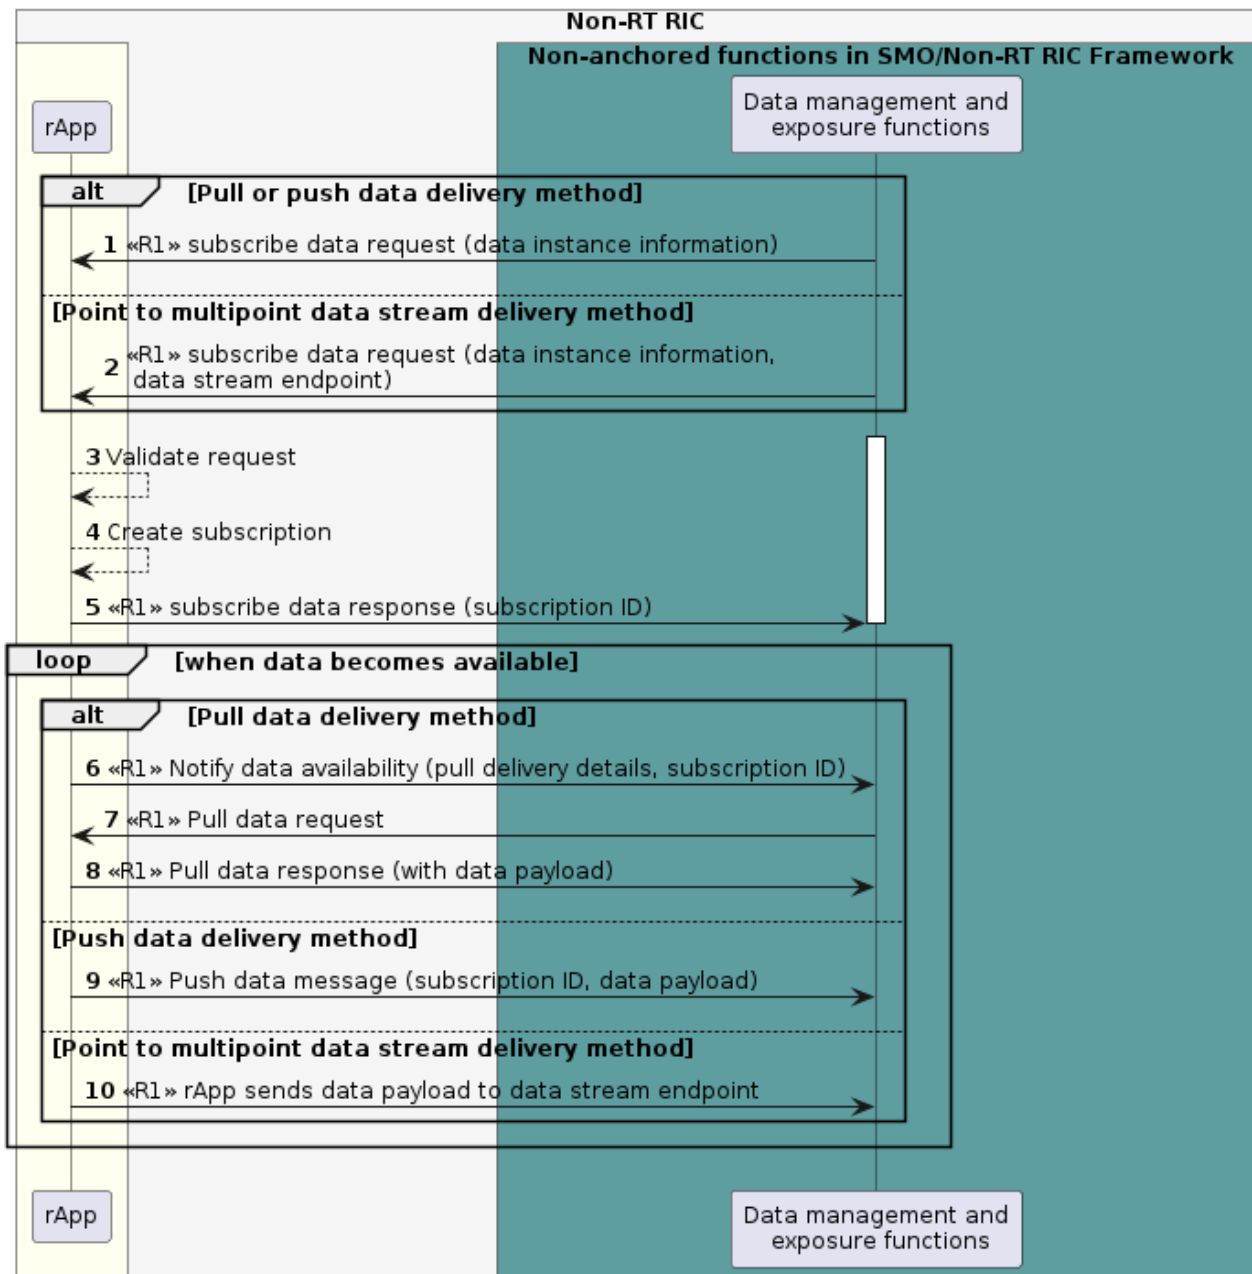 Non-RT RIC
Non-anchored functions in SMO/Non-RT RIC Framework
rApp
Data management and
exposure functions
alt [Pull or push data delivery method]
1 «R1» subscribe data request (data instance information)
[Point to multipoint data stream delivery method]
2 «R1» subscribe data request (data instance information,
data stream endpoint)
3 Validate request
4 Create subscription
5 «R1» subscribe data response (subscription ID)
loop [when data becomes available]
alt [Pull data delivery method]
6 «R1» Notify data availability (pull delivery details, subscription ID)
7 «R1» Pull data request
8 «R1» Pull data response (with data payload)
[Push data delivery method]
9 «R1» Push data message (subscription ID, data payload)
[Point to multipoint data stream delivery method]
10 «R1» rApp sends data payload to data stream endpoint
rApp
Data management and
exposure functions